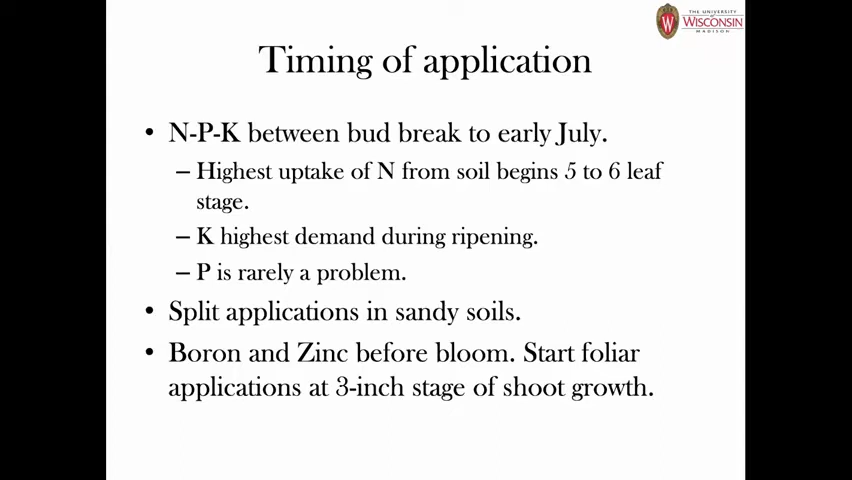 THE UNIVERSITY
of
WISCONSIN
MADISON
Timing of application
• N-P-K between bud break to early July.
– Highest uptake of N from soil begins 5 to 6 leaf
stage.
– K highest demand during ripening.
– P is rarely a problem.
• Split applications in sandy soils.
• Boron and Zinc before bloom. Start foliar
applications at 3-inch stage of shoot growth.